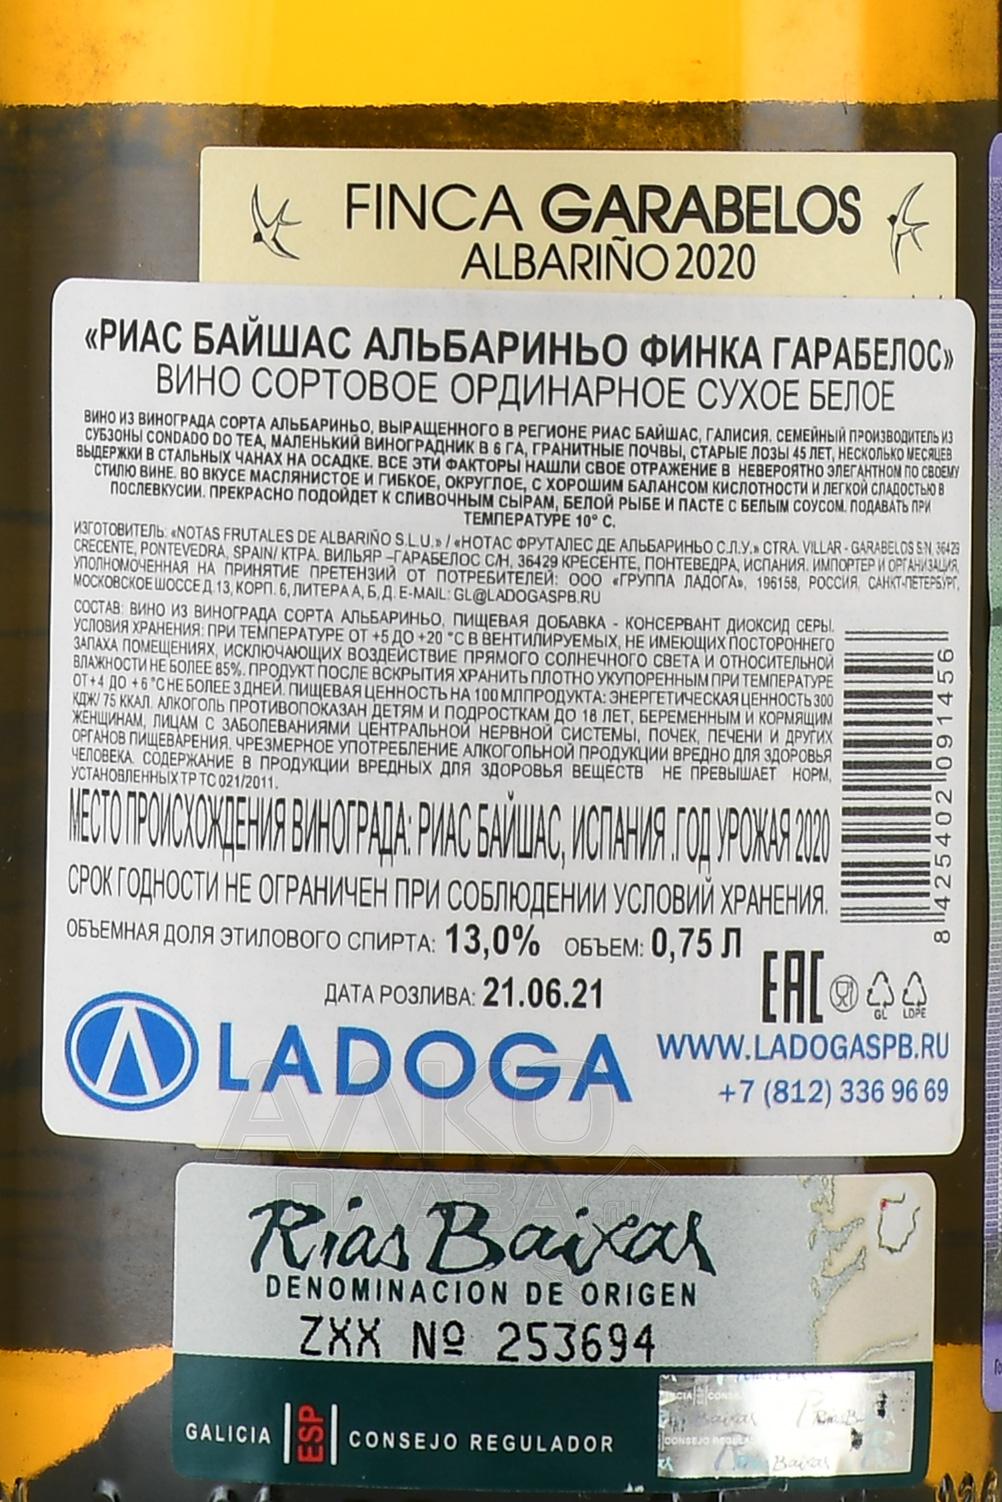 FINCA GARABELOS
ALBARIÑO 2020
«РИАС БАЙШАС АЛЬБАРИНЬО ФИНКА ГАРАБЕЛОС»
ВИНО СОРТОВОЕ ОРДИНАРНОЕ СУХОЕ БЕЛОЕ
ВИНО ИЗ ВИНОГРАДА СОРТА АЛЬБАРИНЬО, ВЫРАЩЕННОГО В РЕГИОНЕ РИАС БАЙШАС, ГАЛИСИЯ. СЕМЕЙНЫЙ ПРОИЗВОДИТЕЛЬ ИЗ
СУБЗОНЫ CONDADO DO TEA, МАЛЕНЬКИЙ ВИНОГРАДНИК В 6 ГА, ГРАНИТНЫЕ ПОЧВЫ, СТАРЫЕ ЛОЗЫ 45 ЛЕТ, НЕСКОЛЬКО МЕСЯЦЕВ
ВЫДЕРЖКИ В СТАЛЬНЫХ ЧАНАХ НА ОСАДКЕ. ВСЕ ЭТИ ФАКТОРЫ НАШЛИ СВОЕ ОТРАЖЕНИЕ В НЕВЕРОЯТНО ЭЛЕГАНТНОМ ПО СВОЕМУ
СТИЛЮ ВИНЕ. ВО ВКУСЕ МАСЛЯНИСТОЕ И ГИБКОЕ, ОКРУГЛОЕ, С ХОРОШИМ БАЛАНСОМ КИСЛОТНОСТИ И ЛЕГКОЙ СЛАДОСТЬЮ В
ПОСЛЕВКУСИИ. ПРЕКРАСНО ПОДОЙДЕТ К СЛИВОЧНЫМ СЫРАМ, БЕЛОЙ РЫБЕ И ПАСТЕ С БЕЛЫМ СОУСОМ. ПОДАВАТЬ ПРИ
ТЕМПЕРАТУРЕ 10° С.
ИЗГОТОВИТЕЛЬ: «NOTAS FRUTALES DE ALBARIÑO S.L.U.» / «НОТАС ФРУТАЛЕС ДЕ АЛЬБАРИНЬО С.Л.У.» CTRA. VILLAR - GARABELOS S/N, 36429
CRECENTE, PONTEVEDRA, SPAIN/ КТРА. ВИЛЬЯР –ГАРАБЕЛОС С/Н, 36429 КРЕСЕНТЕ, ПОНТЕВЕДРА, ИСПАНИЯ. ИМПОРТЕР И ОРГАНИЗАЦИЯ,
УПОЛНОМОЧЕННАЯ НА ПРИНЯТИЕ ПРЕТЕНЗИЙ ОТ ПОТРЕБИТЕЛЕЙ: ООО «ГРУППА ЛАДОГА», 196158, РОССИЯ, САНКТ-ПЕТЕРБУРГ,
МОСКОВСКОЕ ШОССЕ Д.13, КОРП. 6, ЛИТЕРА А, Б, Д. E-MAIL: GL@LADOGASPB.RU
СОСТАВ: ВИНО ИЗ ВИНОГРАДА СОРТА АЛЬБАРИНЬО, ПИЩЕВАЯ ДОБАВКА - КОНСЕРВАНТ ДИОКСИД СЕРЫ.
УСЛОВИЯ ХРАНЕНИЯ: ПРИ ТЕМПЕРАТУРЕ ОТ +5 ДО +20 °С В ВЕНТИЛИРУЕМЫХ, НЕ ИМЕЮЩИХ ПОСТОРОННЕГО
ЗАПАХА ПОМЕЩЕНИЯХ, ИСКЛЮЧАЮЩИХ ВОЗДЕЙСТВИЕ ПРЯМОГО СОЛНЕЧНОГО СВЕТА И ОТНОСИТЕЛЬНОЙ
ВЛАЖНОСТИ НЕ БОЛЕЕ 85%. ПРОДУКТ ПОСЛЕ ВСКРЫТИЯ ХРАНИТЬ ПЛОТНО УКУПОРЕННЫМ ПРИ ТЕМПЕРАТУРЕ
ОТ +4 ДО +6 °С НЕ БОЛЕЕ 3 ДНЕЙ. ПИЩЕВАЯ ЦЕННОСТЬ НА 100 МЛ ПРОДУКТА: ЭНЕРГЕТИЧЕСКАЯ ЦЕННОСТЬ 300
КДЖ/ 75 ККАЛ. АЛКОГОЛЬ ПРОТИВОПОКАЗАН ДЕТЯМ И ПОДРОСТКАМ ДО 18 ЛЕТ, БЕРЕМЕННЫМ И КОРМЯЩИМ
ЖЕНЩИНАМ, ЛИЦАМ С ЗАБОЛЕВАНИЯМИ ЦЕНТРАЛЬНОЙ НЕРВНОЙ СИСТЕМЫ, ПОЧЕК, ПЕЧЕНИ И ДРУГИХ
ОРГАНОВ ПИЩЕВАРЕНИЯ. ЧРЕЗМЕРНОЕ УПОТРЕБЛЕНИЕ АЛКОГОЛЬНОЙ ПРОДУКЦИИ ВРЕДНО ДЛЯ ЗДОРОВЬЯ
ЧЕЛОВЕКА. СОДЕРЖАНИЕ В ПРОДУКЦИИ ВРЕДНЫХ ДЛЯ ЗДОРОВЬЯ ВЕЩЕСТВ НЕ ПРЕВЫШАЕТ НОРМ,
УСТАНОВЛЕННЫХ ТР ТС 021/2011.
МЕСТО ПРОИСХОЖДЕНИЯ ВИНОГРАДА: РИАС БАЙШАС, ИСПАНИЯ .ГОД УРОЖАЯ 2020
СРОК ГОДНОСТИ НЕ ОГРАНИЧЕН ПРИ СОБЛЮДЕНИИ УСЛОВИЙ ХРАНЕНИЯ.
ОБЪЕМНАЯ ДОЛЯ ЭТИЛОВОГО СПИРТА: 13,0% ОБЪЕМ: 0,75 Л
ДАТА РОЗЛИВА: 21.06.21
8 425402 091456
EAC
GL LDPE
LADOGA
WWW.LADOGASPB.RU
+7 (812) 336 96 69
АЛКО
ПЛАЗА.ru
Rias Baixas
DENOMINACION DE ORIGEN
ZXX Nº 253694
GALICIA ESP CONSEJO REGULADOR